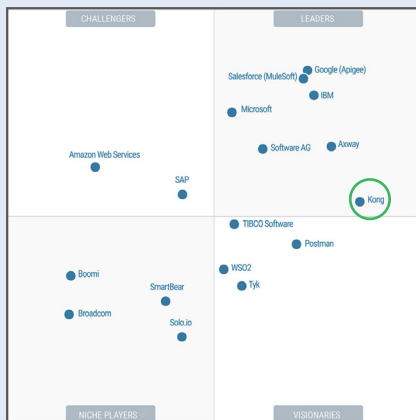 CHALLENGERS
LEADERS
Google (Apigee)
Salesforce (MuleSoft)
IBM
Microsoft
Software AG
Axway
Amazon Web Services
SAP
Kong
TIBCO Software
Postman
WSO2
Tyk
Boomi
SmartBear
Broadcom
Solo.io
NICHE PLAYERS
VISIONARIES